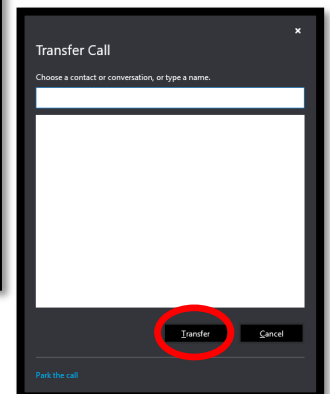 ×
Transfer Call
Choose a contact or conversation, or type a name.
Transfer
Cancel
Park the call